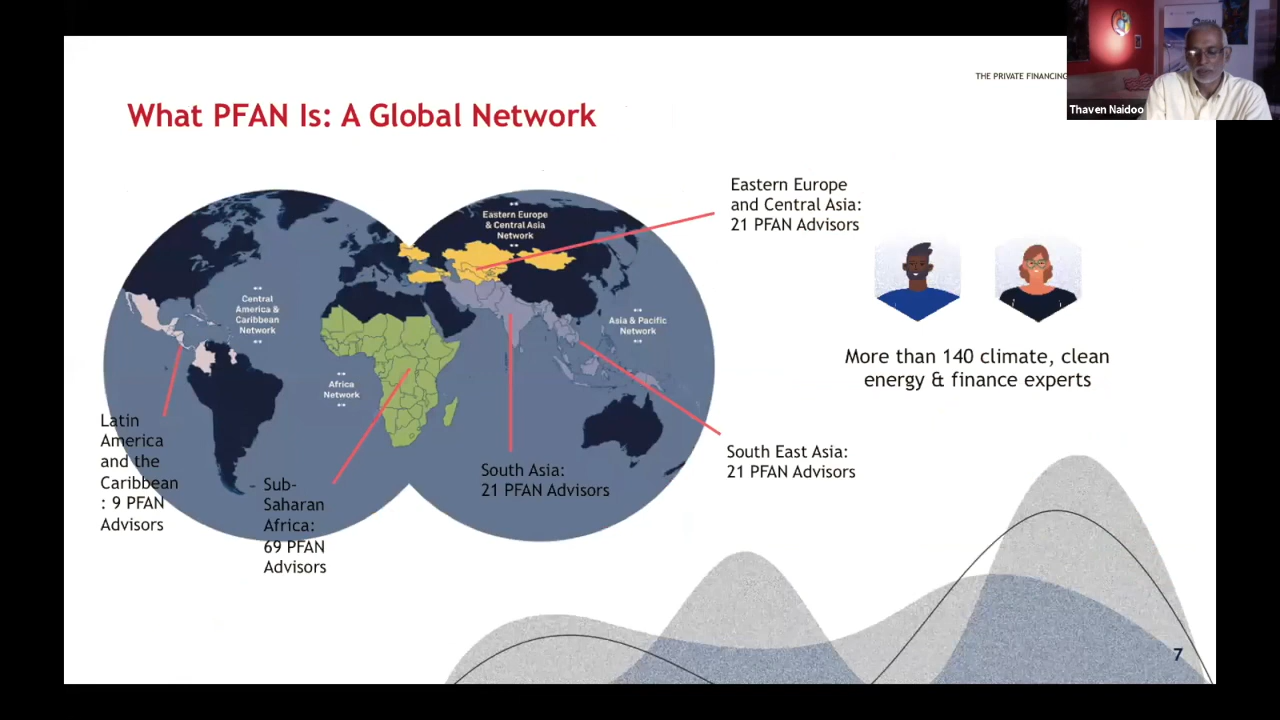 THE PRIVATE FINANCING
Thaven Naidoo
What PFAN Is: A Global Network
Eastern Europe
and Central Asia:
21 PFAN Advisors
Eastern Europe
& Central Asia
Network
Central
America &
Caribbean
Network
Asia & Pacific
Network
Africa
Network
More than 140 climate, clean
energy & finance experts
Latin
America
and the
Caribbean
: 9 PFAN
Advisors
Sub-
Saharan
Africa:
69 PFAN
Advisors
South Asia:
21 PFAN Advisors
South East Asia:
21 PFAN Advisors
7